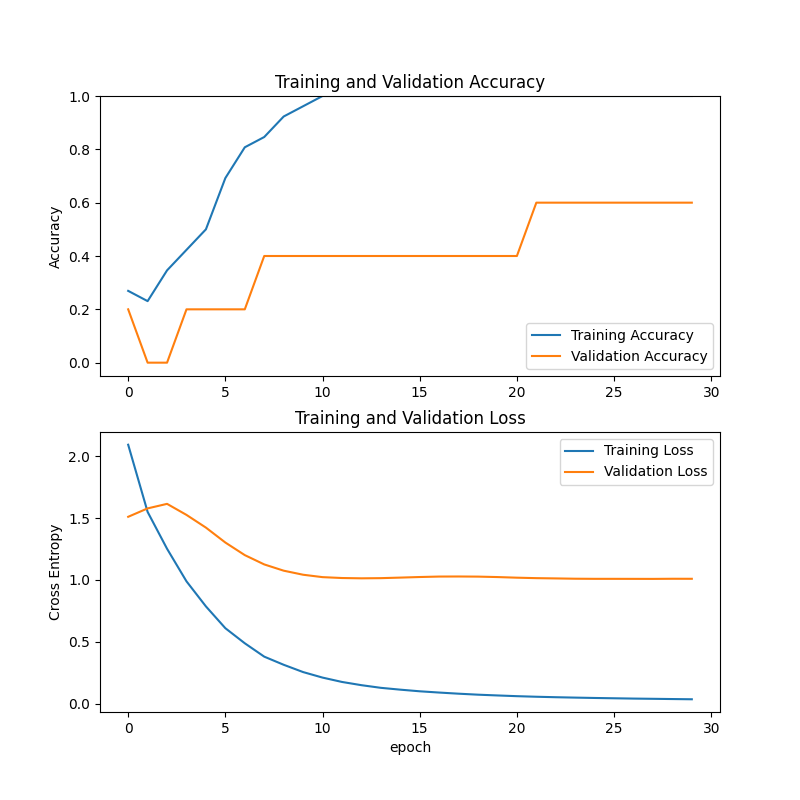 Training and Validation Accuracy
1.0
0.8
0.6
0.4
0.2
0.0
Accuracy
Training Accuracy
Validation Accuracy
0 5 10 15 20 25 30
Training and Validation Loss
2.0
1.5
1.0
0.5
0.0
Cross Entropy
Training Loss
Validation Loss
0 5 10 15 20 25 30
epoch